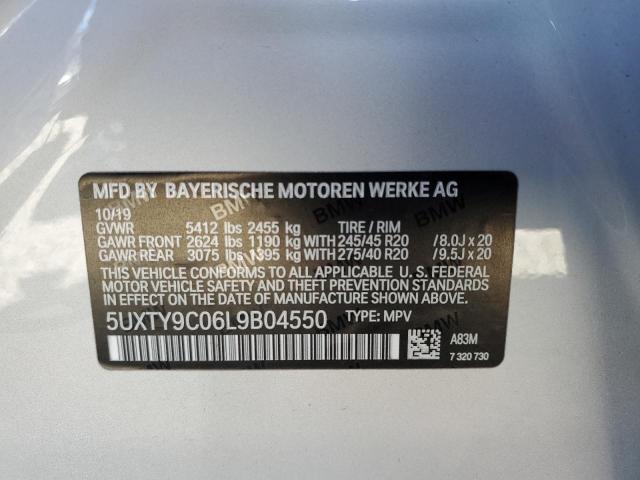 MFD BY BAYERISCHE MOTOREN WERKE AG
10/19
GVWR 5412 lbs 2455 kg TIRE / RIM
GAWR FRONT 2624 lbs 1190 kg WITH 245/45 R20 /8.0J x 20
GAWR REAR 3075 lbs 1395 kg WITH 275/40 R20 /9.5J x 20
THIS VEHICLE CONFORMS TO ALL APPLICABLE U.S. FEDERAL
MOTOR VEHICLE SAFETY, BUMPER, AND THEFT PREVENTION STANDARDS
IN EFFECT ON THE DATE OF MANUFACTURE SHOWN ABOVE.
5UXTY9C06L9B04550 TYPE: MPV
A83M
7 320 730